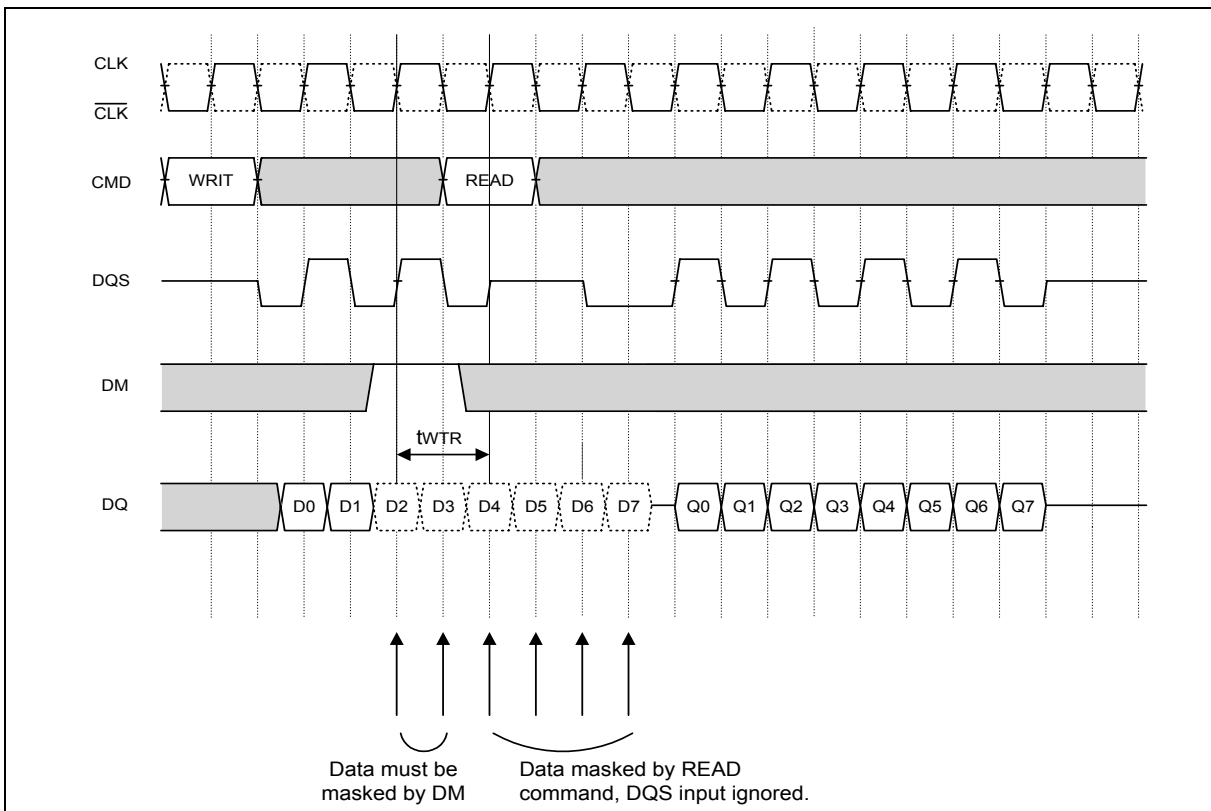 CLK
CLK
CMD WRIT READ
DQS
DM
tWTR
DQ D0 D1 D2 D3 D4 D5 D6 D7 Q0 Q1 Q2 Q3 Q4 Q5 Q6 Q7
Data must be
masked by DM
Data masked by READ
command, DQS input ignored.